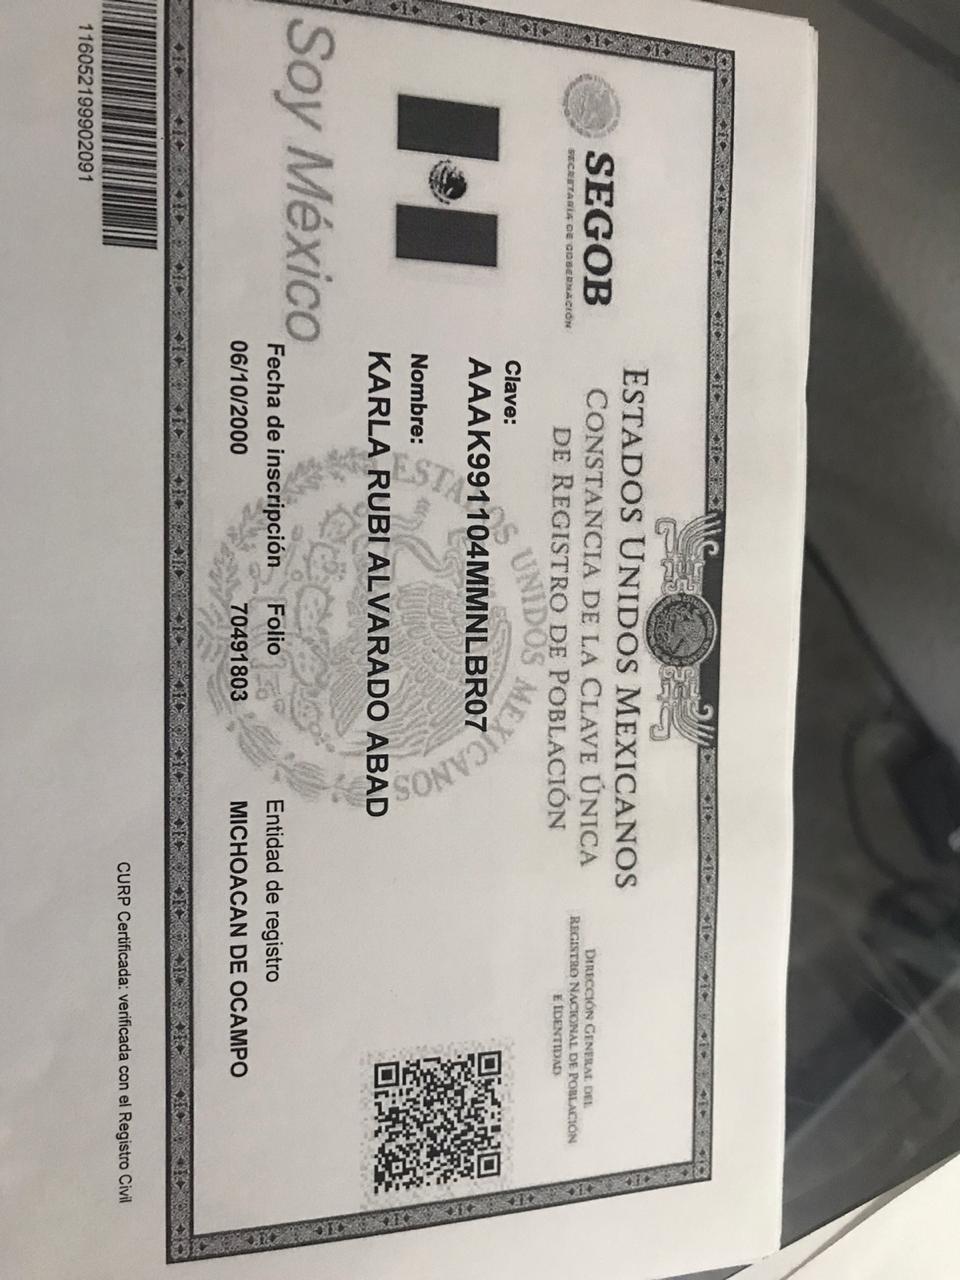 SEGOB
SECRETARÍA DE GOBERNACIÓN
ESTADOS UNIDOS MEXICANOS
CONSTANCIA DE LA CLAVE ÚNICA
DE REGISTRO DE POBLACIÓN
DIRECCIÓN GENERAL DEL
REGISTRO NACIONAL DE POBLACIÓN
E IDENTIDAD
Clave:
AAAK991104MMNLBR07
Nombre:
KARLA RUBI ALVARADO ABAD
ESTADOS UNIDOS MEXICANOS
Soy México
Fecha de inscripción Folio Entidad de registro
06/10/2000 70491803 MICHOACAN DE OCAMPO
116052199902091
CURP Certificada: verificada con el Registro Civil